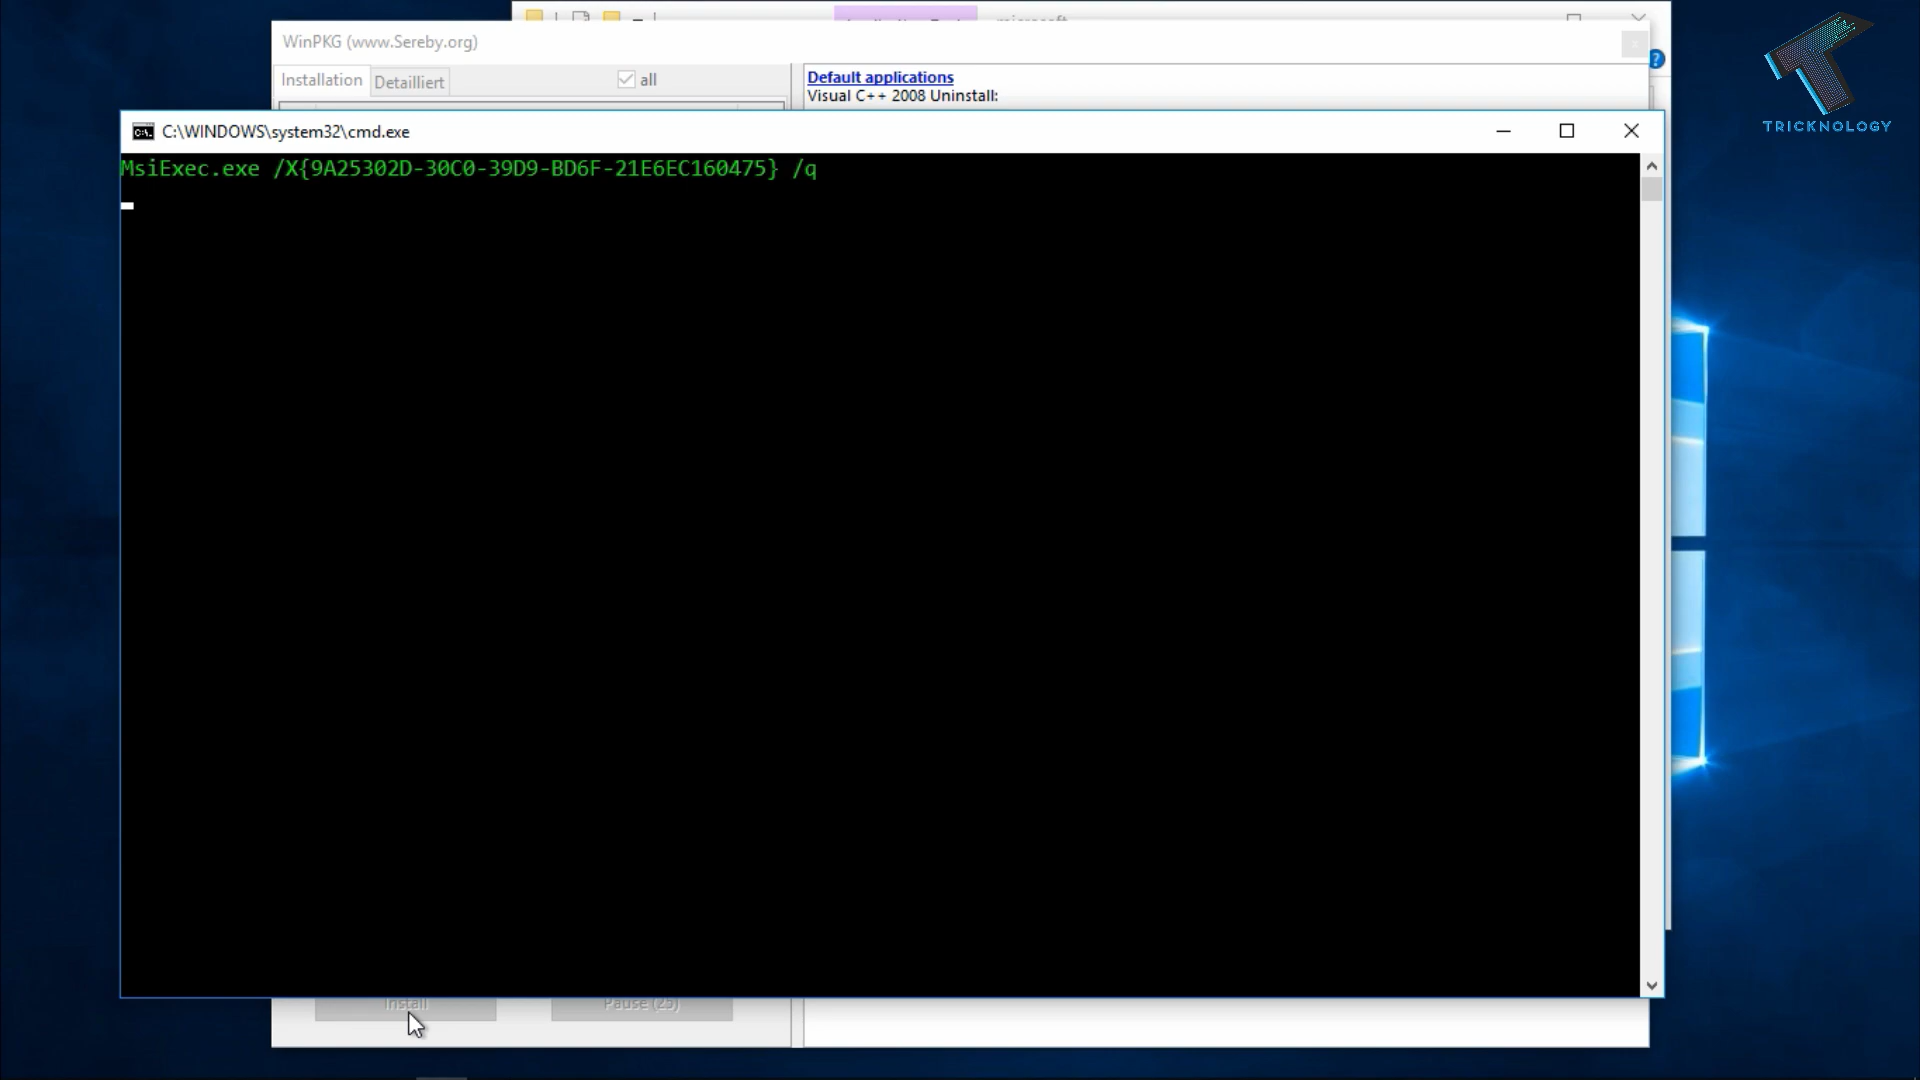 WinPKG (www.Sereby.org)
Installation
Detailliert
all
Default applications
Visual C++ 2008 Uninstall:
C:\WINDOWS\system32\cmd.exe
MsiExec.exe /X{9A25302D-30C0-39D9-BD6F-21E6EC160475} /q
Install
Pause (25)
TRICKNOLOGY